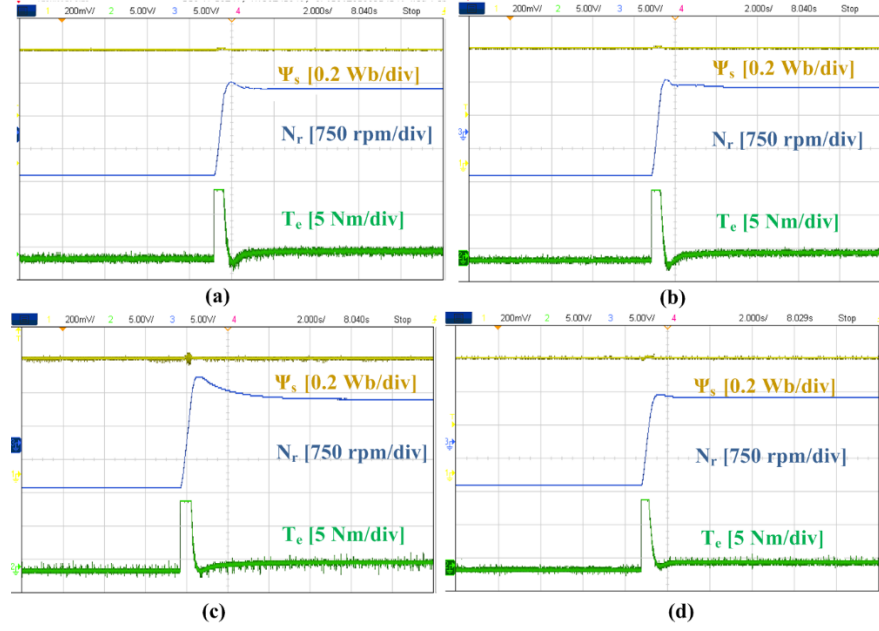 1 200mV/ 2 5.00V/ 3 5.00V/ 4 2.000s/ 8.040s Stop
Ψs [0.2 Wb/div]
Nr [750 rpm/div]
Te [5 Nm/div]
(a)
1 200mV/ 2 5.00V/ 3 5.00V/ 4 2.000s/ 8.040s Stop
Ψs [0.2 Wb/div]
Nr [750 rpm/div]
Te [5 Nm/div]
(b)
1 200mV/ 2 5.00V/ 3 5.00V/ 4 2.000s/ 8.040s Stop
Ψs [0.2 Wb/div]
Nr [750 rpm/div]
Te [5 Nm/div]
(c)
1 200mV/ 2 5.00V/ 3 5.00V/ 4 2.000s/ 8.029s Stop
Ψs [0.2 Wb/div]
Nr [750 rpm/div]
Te [5 Nm/div]
(d)